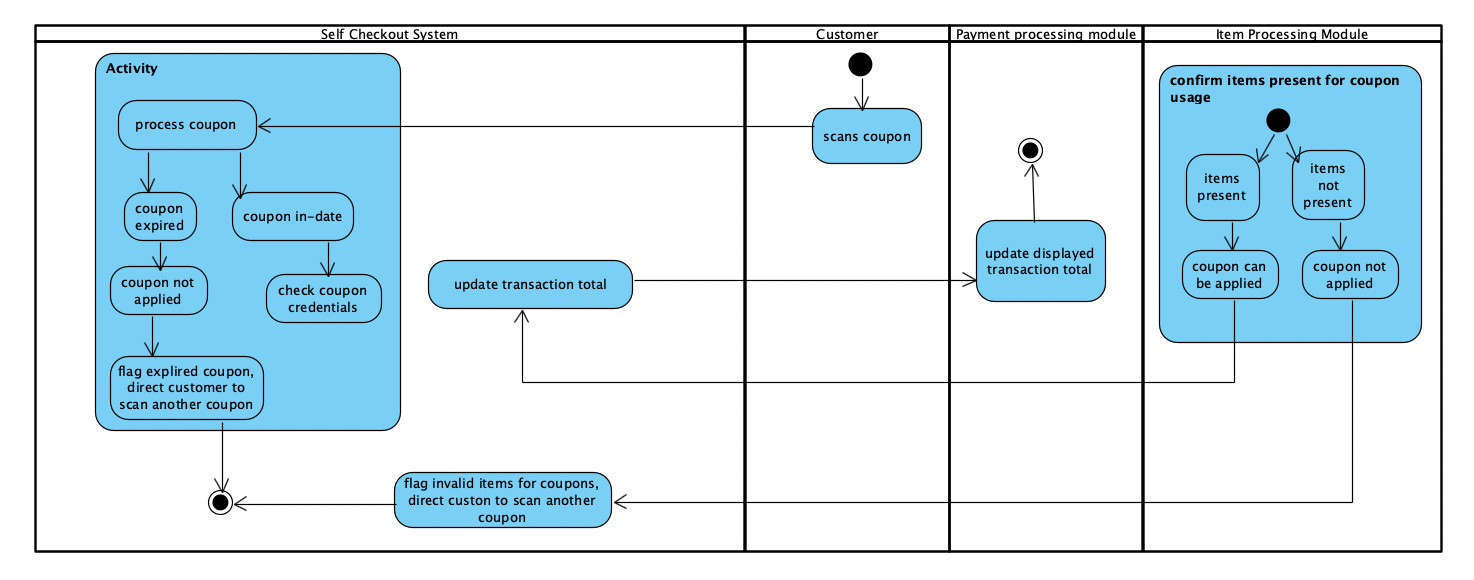 Self Checkout System
Customer
Payment processing module
Item Processing Module
Activity
process coupon
coupon
expired
coupon in-date
coupon not
applied
check coupon
credentials
flag explired coupon,
direct customer to
scan another coupon
update transaction total
flag invalid items for coupons,
direct custon to scan another
coupon
scans coupon
update displayed
transaction total
confirm items present for coupon
usage
items
present
items
not
present
coupon can
be applied
coupon not
applied